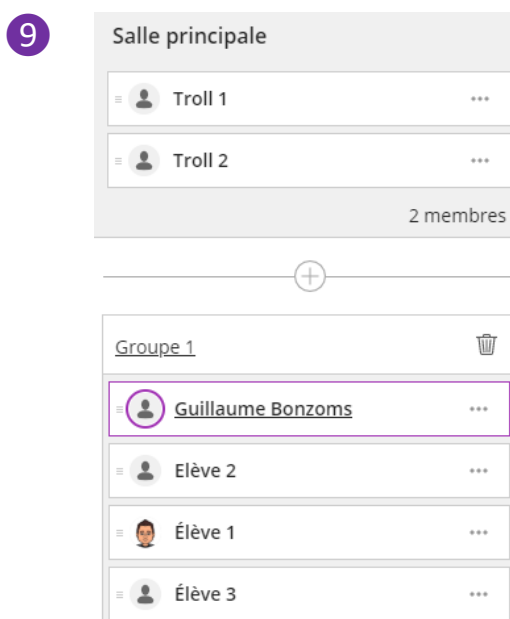 9
Salle principale
Troll 1
Troll 2
2 membres
Groupe 1
Guillaume Bonzoms
Elève 2
Élève 1
Élève 3